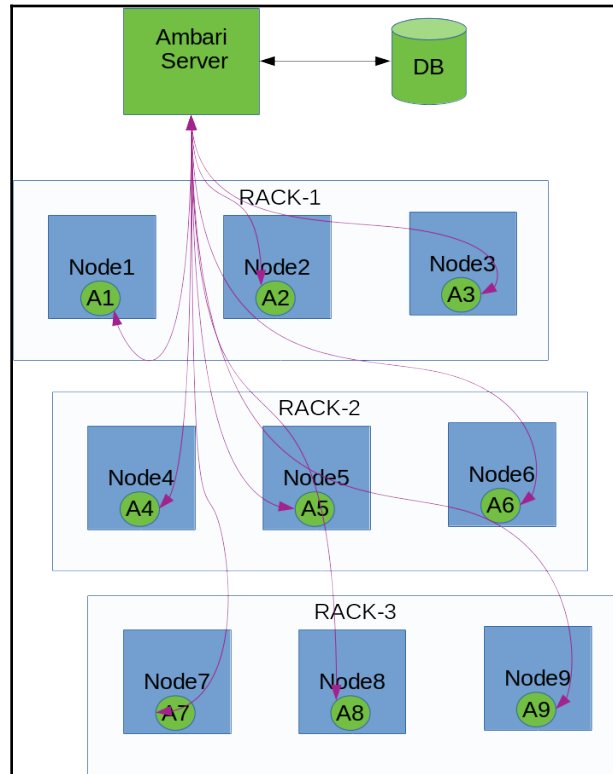 Ambari
Server
DB
RACK-1
Node1
Node2
Node3
A1
A2
A3
RACK-2
Node4
Node5
Node6
A4
A5
A6
RACK-3
Node7
Node8
Node9
A7
A8
A9